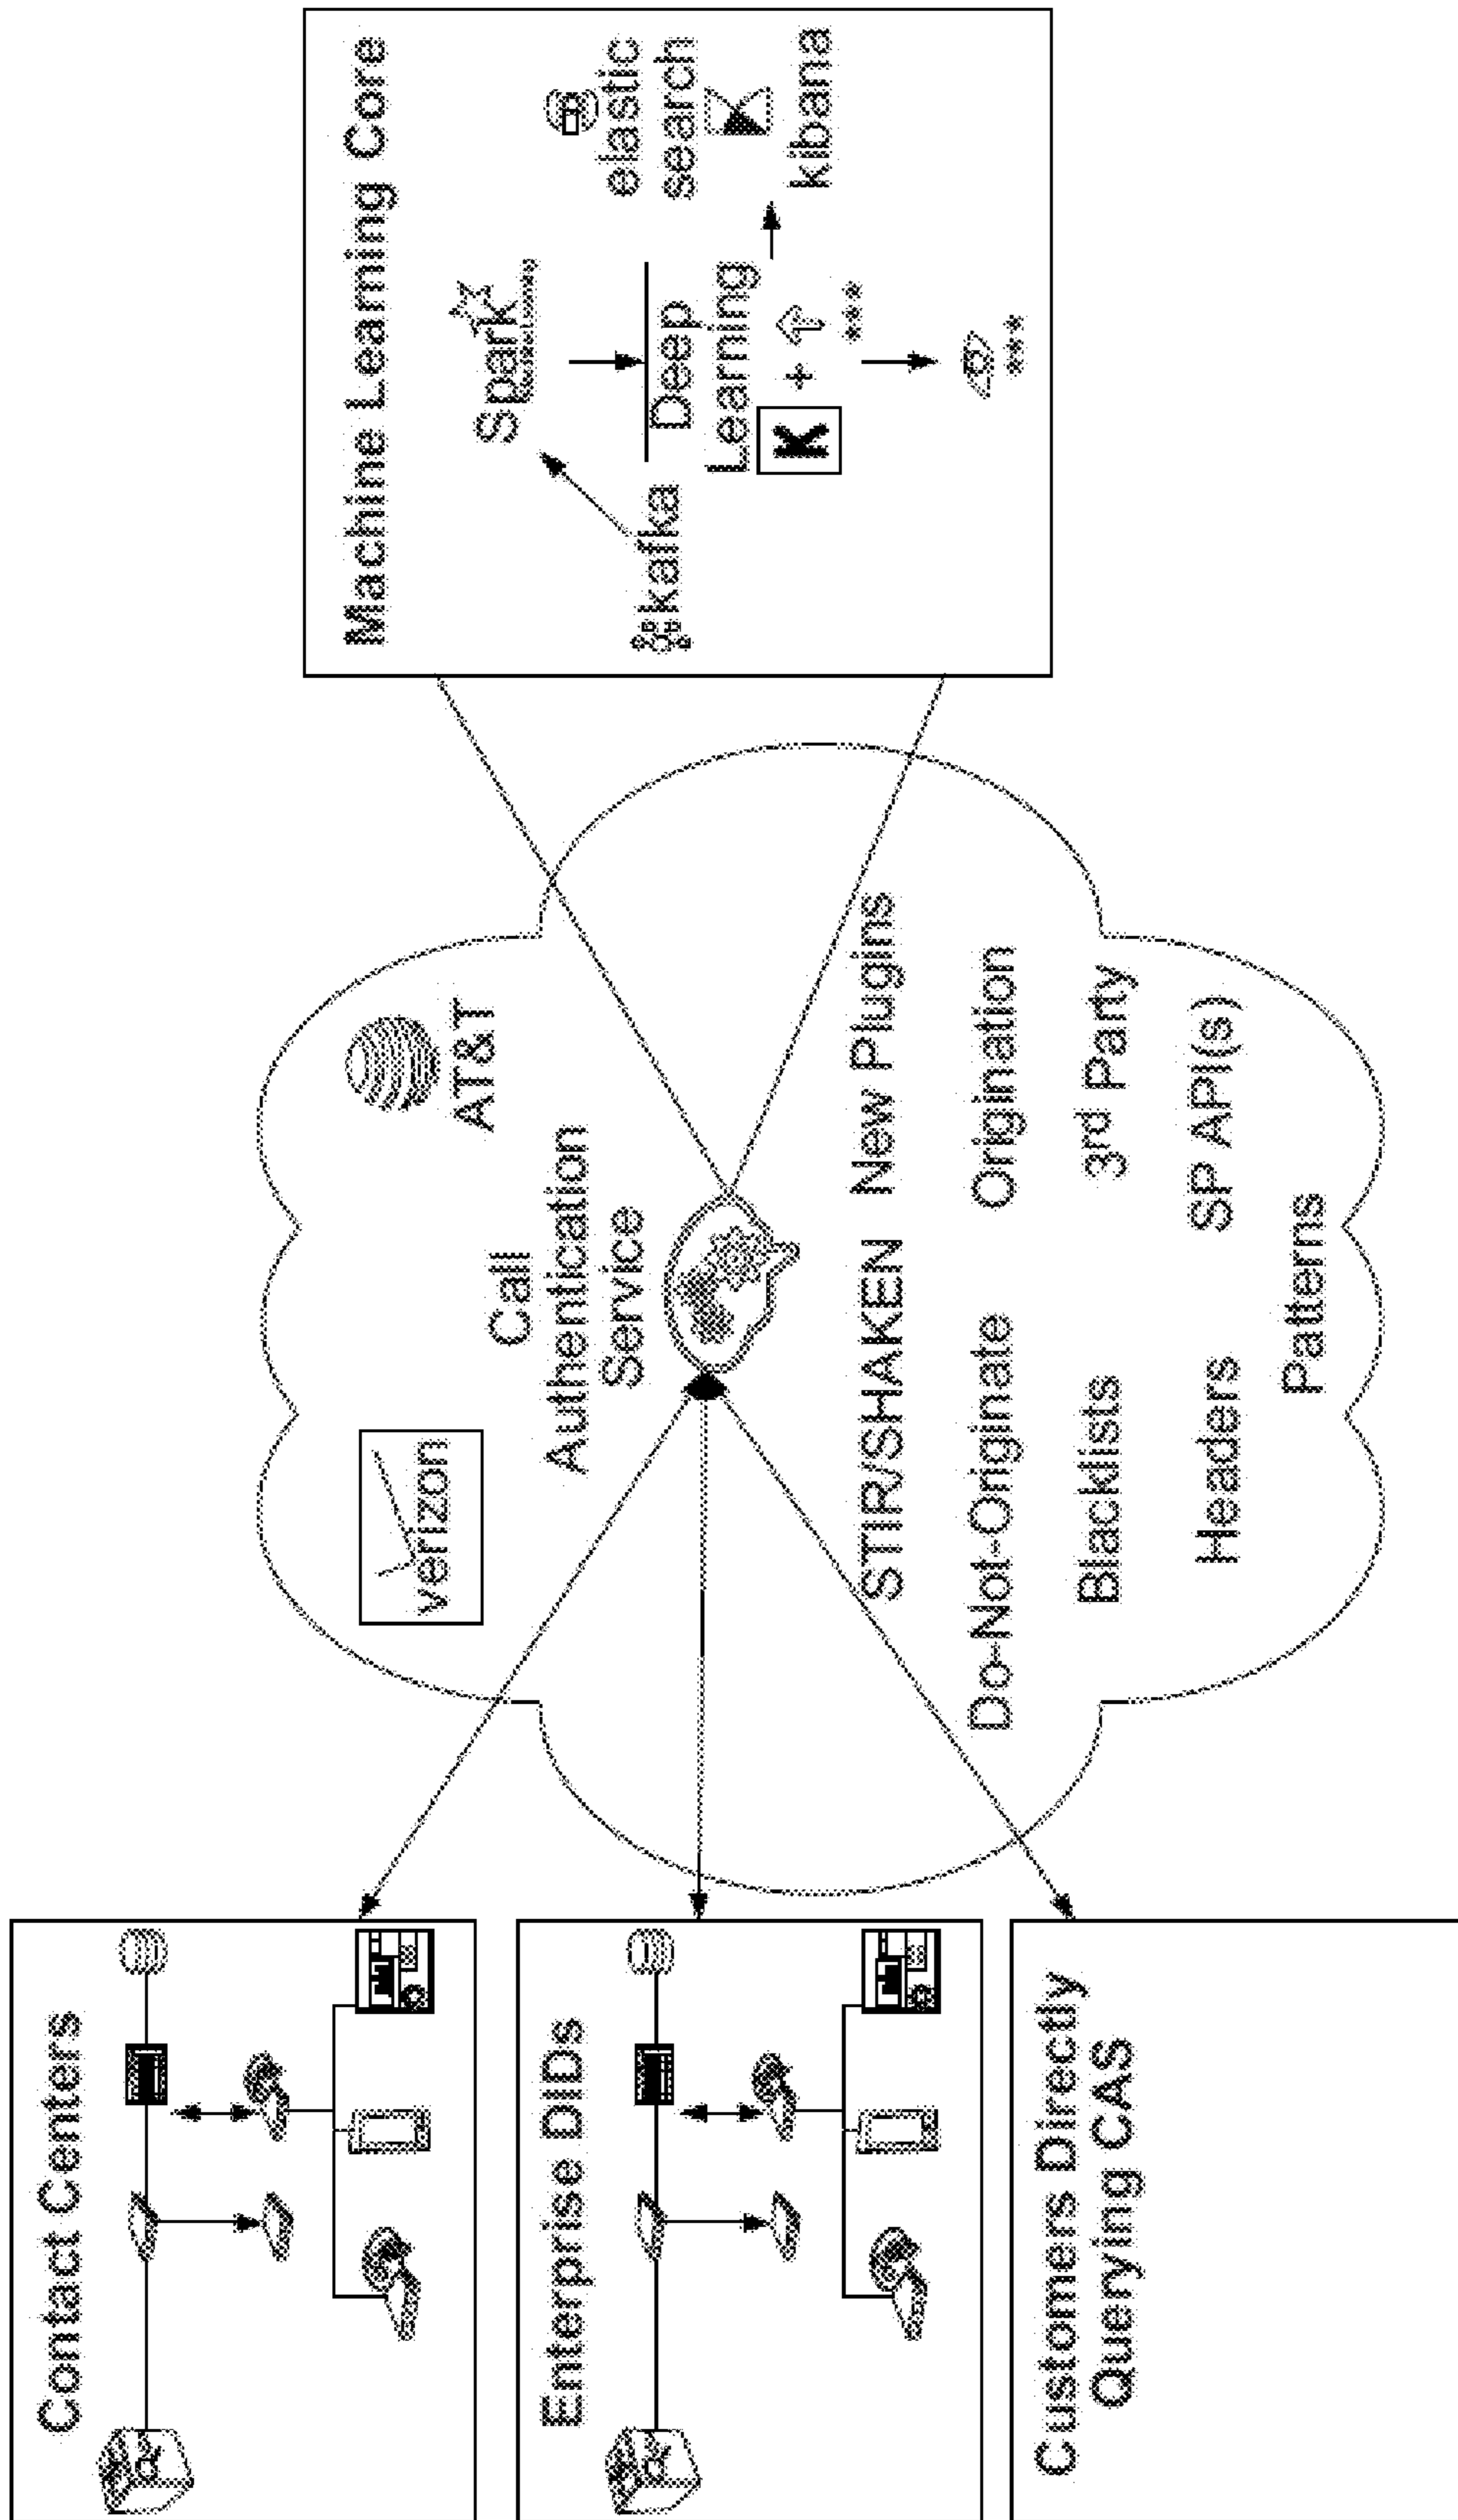 Contact Centers
Enterprise DIDs
Customers Directly
Querying CAS
verizon
AT&T
Call
Authentication
Service
STIR/SHAKEN
New Plugins
Do-Not-Originate
Origination
Blacklists
3rd Party
Headers
SP API(s)
Patterns
Machine Learning Core
kafka
Spark
Deep
Learning
K +
elastic
search
kibana